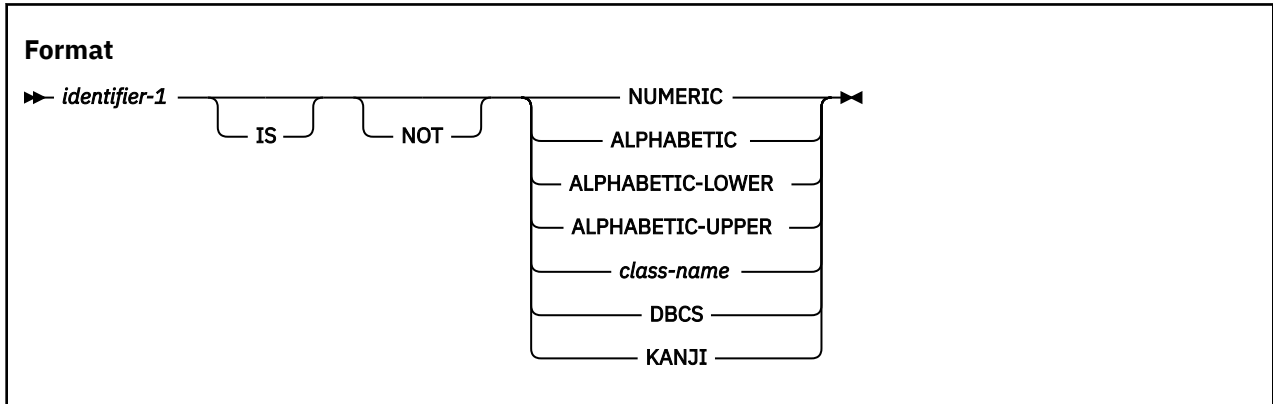 Format
identifier-1 NUMERIC
IS NOT ALPHABETIC
ALPHABETIC-LOWER
ALPHABETIC-UPPER
class-name
DBCS
KANJI